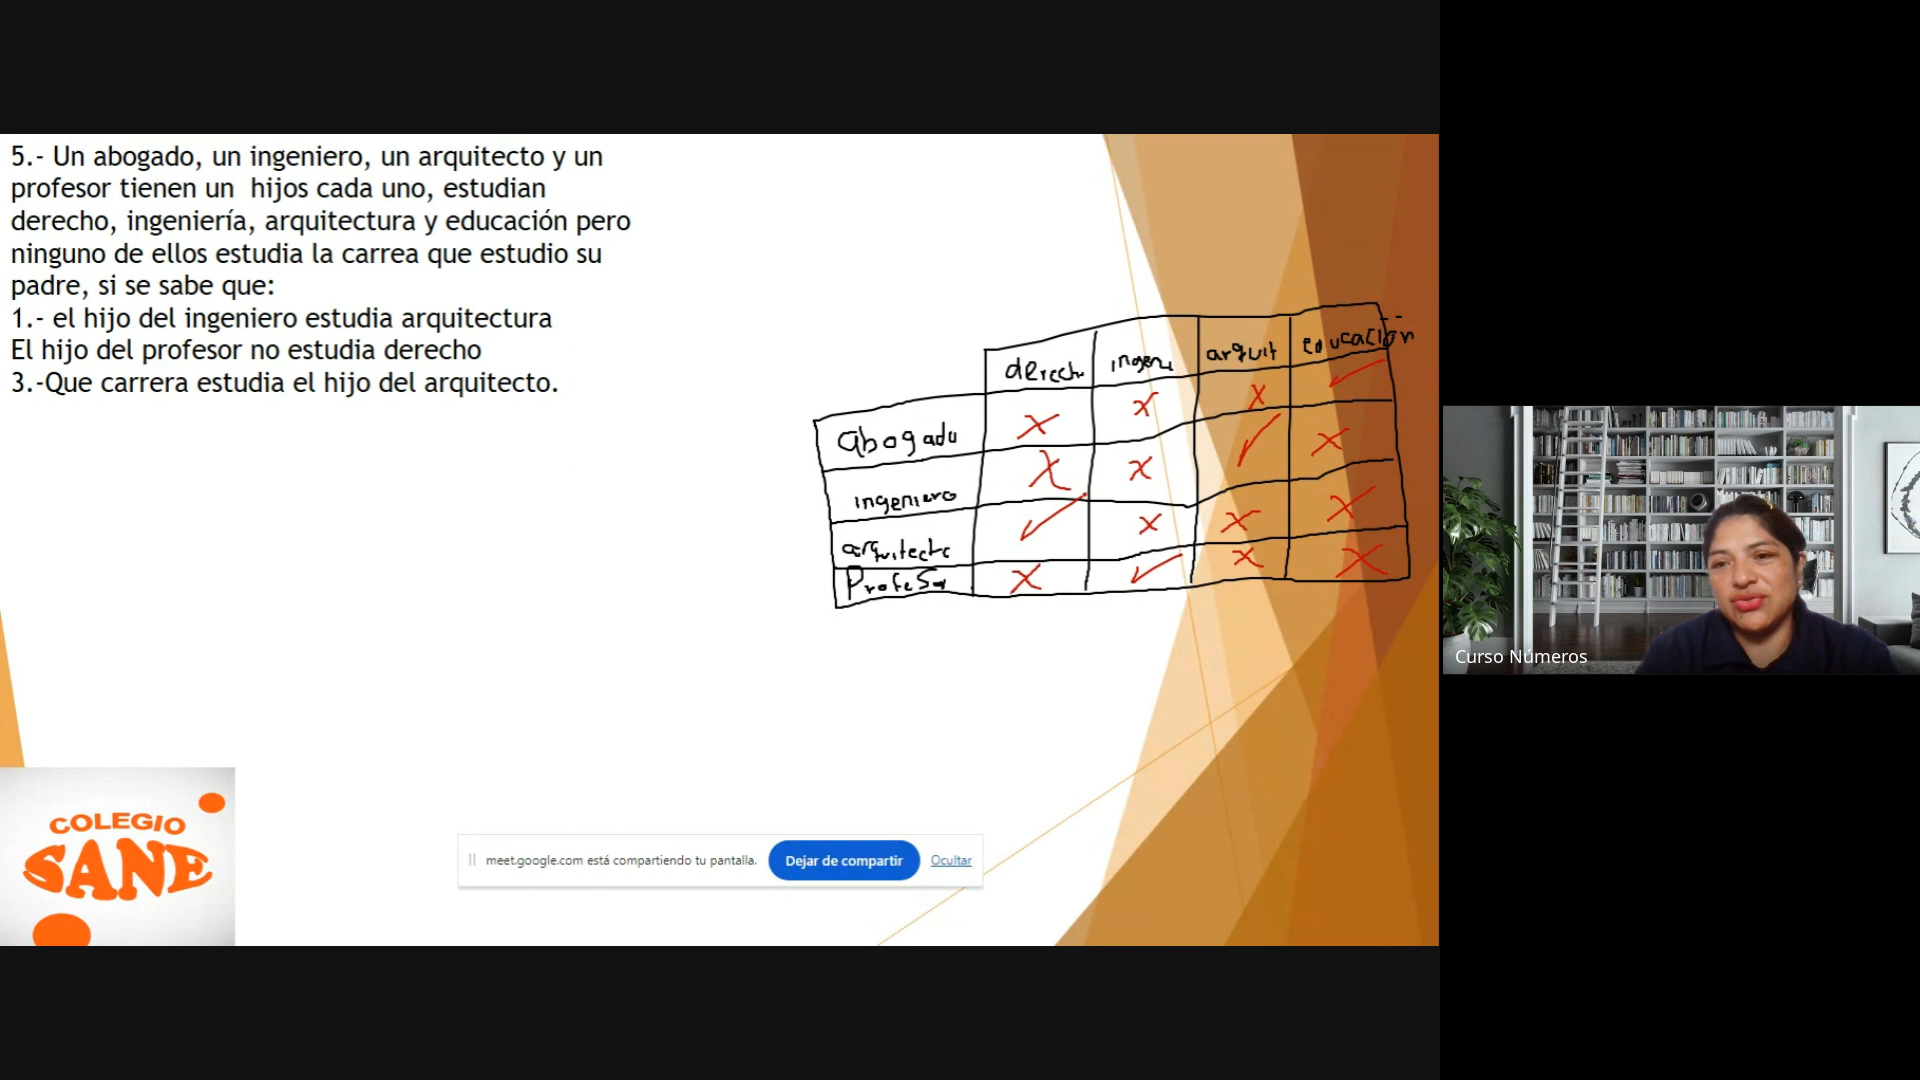 5.- Un abogado, un ingeniero, un arquitecto y un
profesor tienen un  hijos cada uno, estudian
derecho, ingeniería, arquitectura y educación pero
ninguno de ellos estudia la carrea que estudio su
padre, si se sabe que:
1.- el hijo del ingeniero estudia arquitectura
El hijo del profesor no estudia derecho
3.-Que carrera estudia el hijo del arquitecto.
derecho ingeni arquit educación
abogado x x x ✓
ingeniero x x ✓ x
arquitecto ✓ x x x
Profesor x ✓ x x
Curso Números
COLEGIO
SANE
meet.google.com está compartiendo tu pantalla. Dejar de compartir Ocultar